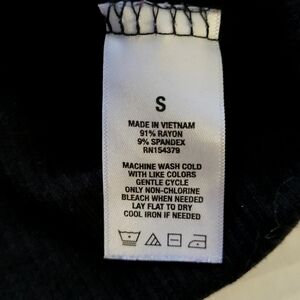 S
MADE IN VIETNAM
91% RAYON
9% SPANDEX
RN154379
MACHINE WASH COLD
WITH LIKE COLORS
GENTLE CYCLE
ONLY NON-CHLORINE
BLEACH WHEN NEEDED
LAY FLAT TO DRY
COOL IRON IF NEEDED